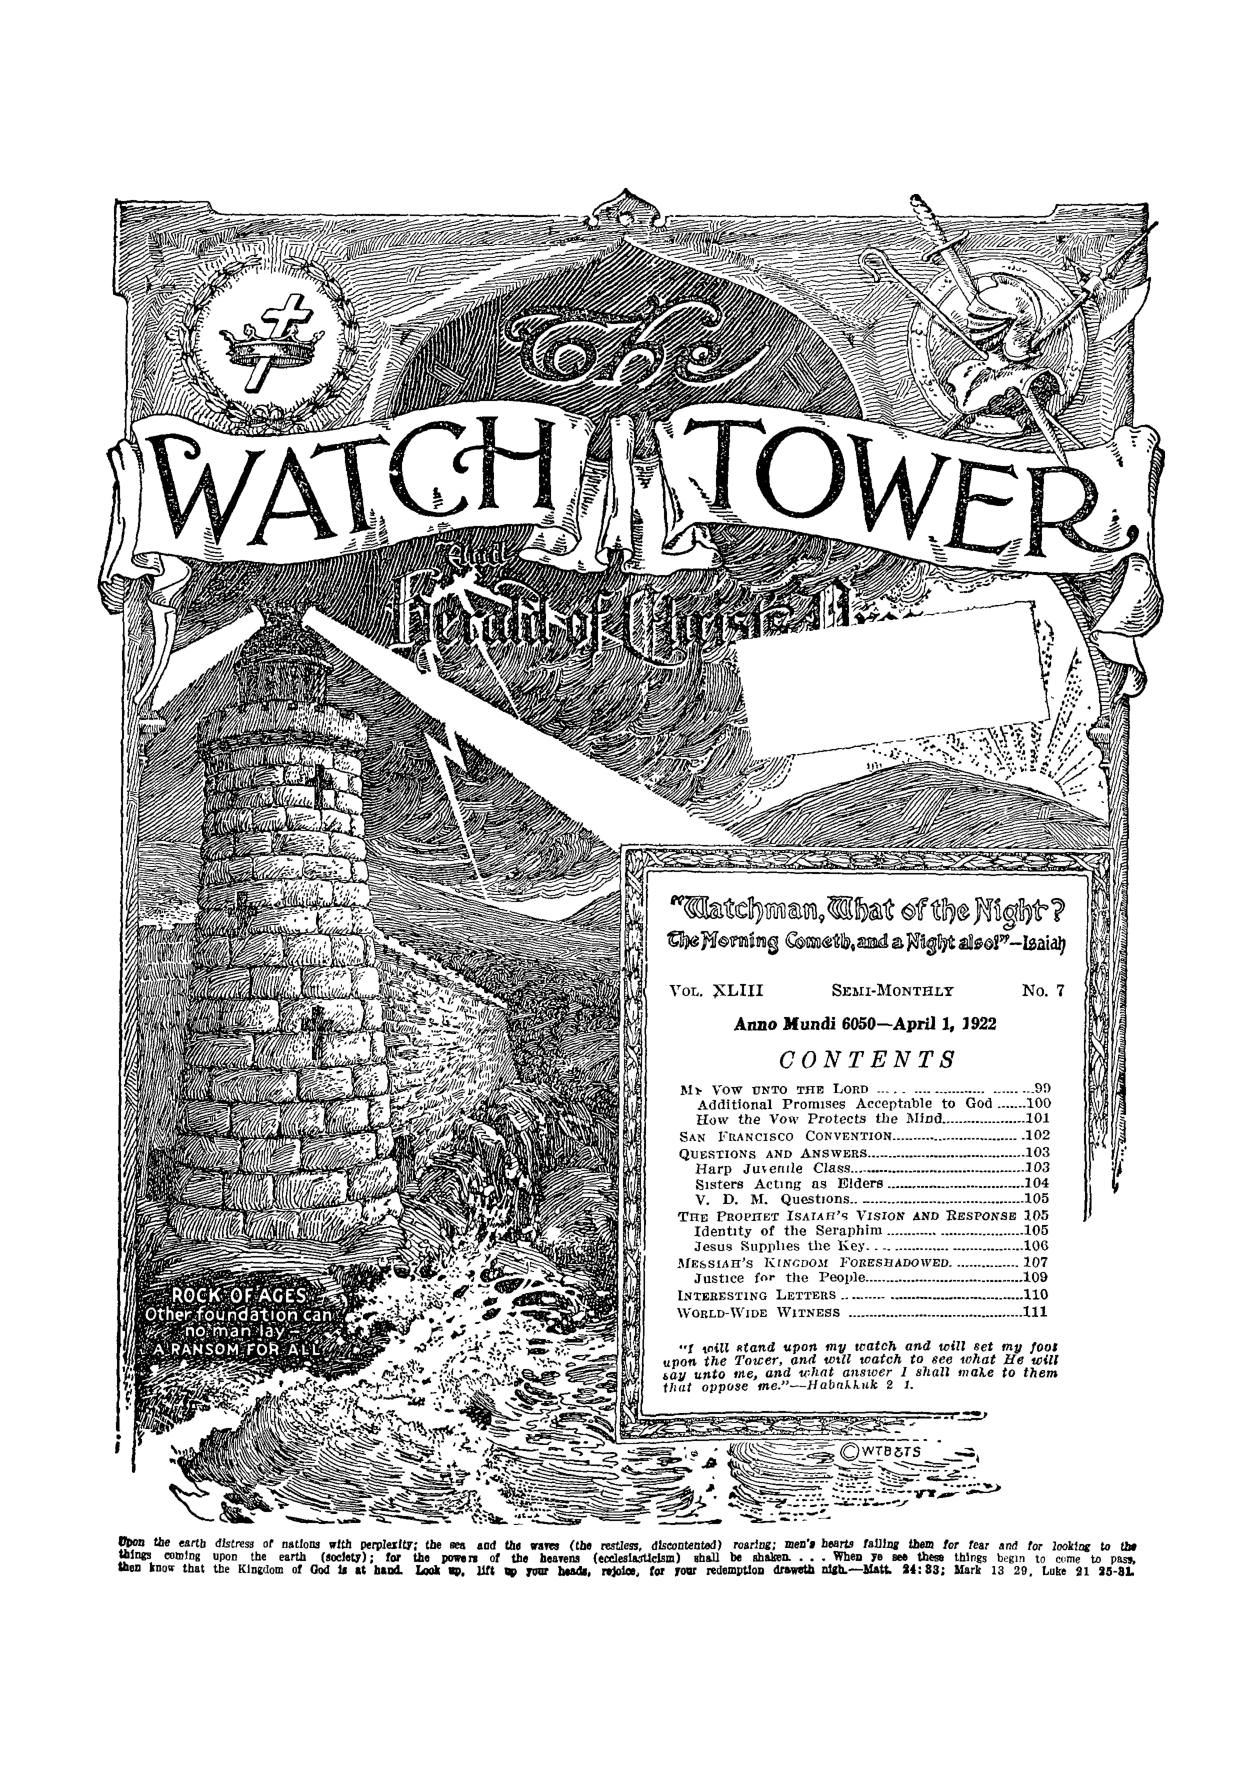 The
WATCH TOWER
And
Herald of Christ's
"Watchman, What of the Night?
The Morning Cometh, and a Night also!"—Isaiah
VOL. XLIII SEMI-MONTHLY No. 7
Anno Mundi 6050—April 1, 1922
CONTENTS
MY VOW UNTO THE LORD 99
Additional Promises Acceptable to God 100
How the Vow Protects the Mind 101
SAN FRANCISCO CONVENTION 102
QUESTIONS AND ANSWERS 103
Harp Juvenile Class 103
Sisters Acting as Elders 104
V. D. M. Questions 105
THE PROPHET ISAIAH'S VISION AND RESPONSE 105
Identity of the Seraphim 105
Jesus Supplies the Key 106
MESSIAH'S KINGDOM FORESHADOWED 107
Justice for the People 109
INTERESTING LETTERS 110
WORLD-WIDE WITNESS 111
"I will stand upon my watch and will set my foot
upon the Tower, and will watch to see what He will
say unto me, and what answer I shall make to them
that oppose me."—Habakkuk 2 1.
ROCK OF AGES
Other foundation can
no man lay—
A RANSOM FOR ALL
©WTB&TS
Upon the earth distress of nations with perplexity; the sea and the waves (the restless, discontented) roaring; men's hearts failing them for fear and for looking to the
things coming upon the earth (society); for the powers of the heavens (ecclesiasticism) shall be shaken. . . . When ye see these things begin to come to pass,
then know that the Kingdom of God is at hand. Look up, lift up your heads, rejoice, for your redemption draweth nigh.—Matt. 24:33; Mark 13 29, Luke 21 25-31.